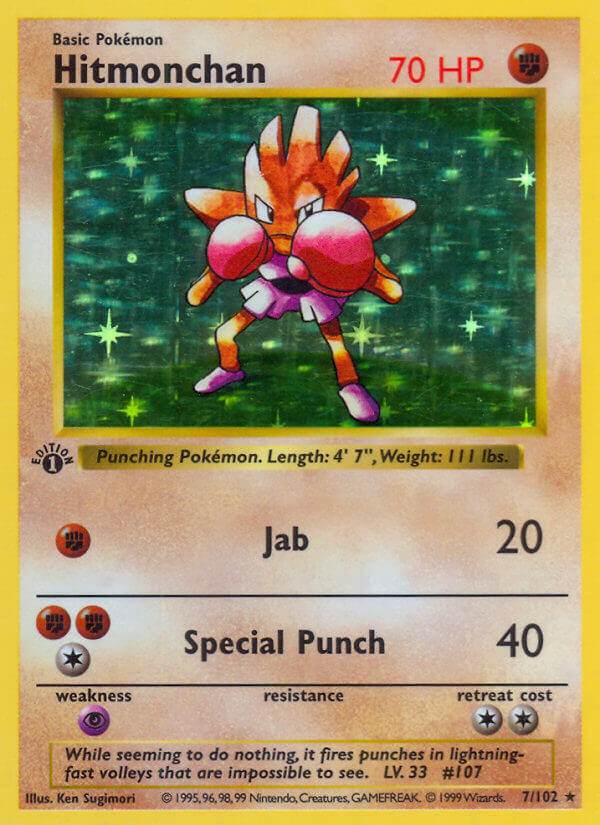 Basic Pokémon
Hitmonchan 70 HP
EDITION
1
Punching Pokémon. Length: 4' 7", Weight: 111 lbs.
Jab 20
Special Punch 40
weakness resistance retreat cost
While seeming to do nothing, it fires punches in lightning-
fast volleys that are impossible to see. LV. 33 #107
Illus. Ken Sugimori © 1995, 96, 98, 99 Nintendo, Creatures, GAMEFREAK. © 1999 Wizards. 7/102 ★